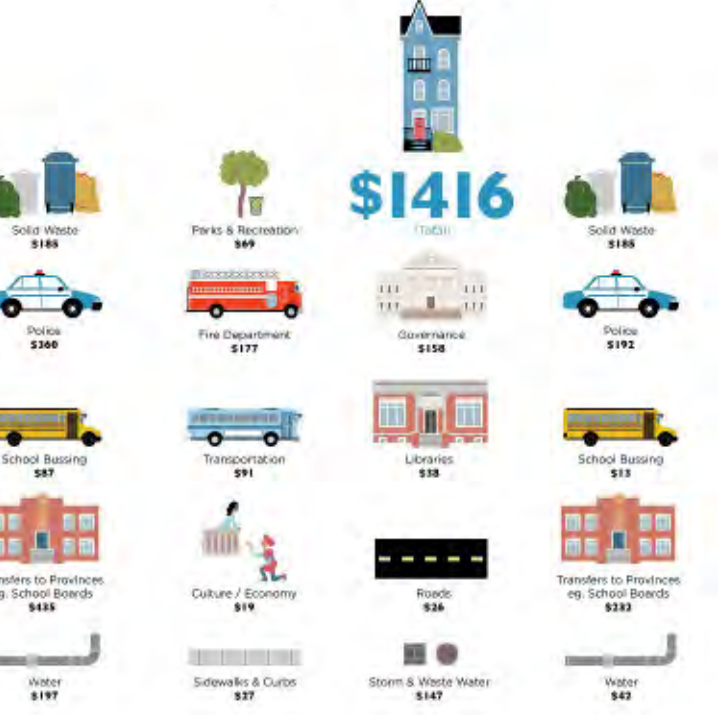 $1416
(Total)
Solid Waste
$185
Parks & Recreation
$69
Solid Waste
$185
Police
$360
Fire Department
$177
Governance
$158
Police
$192
School Bussing
$87
Transportation
$91
Libraries
$38
School Bussing
$13
nsfers to Provinces
g. School Boards
$435
Culture / Economy
$19
Roads
$26
Transfers to Provinces
eg. School Boards
$232
Water
$197
Sidewalks & Curbs
$27
Storm & Waste Water
$147
Water
$42